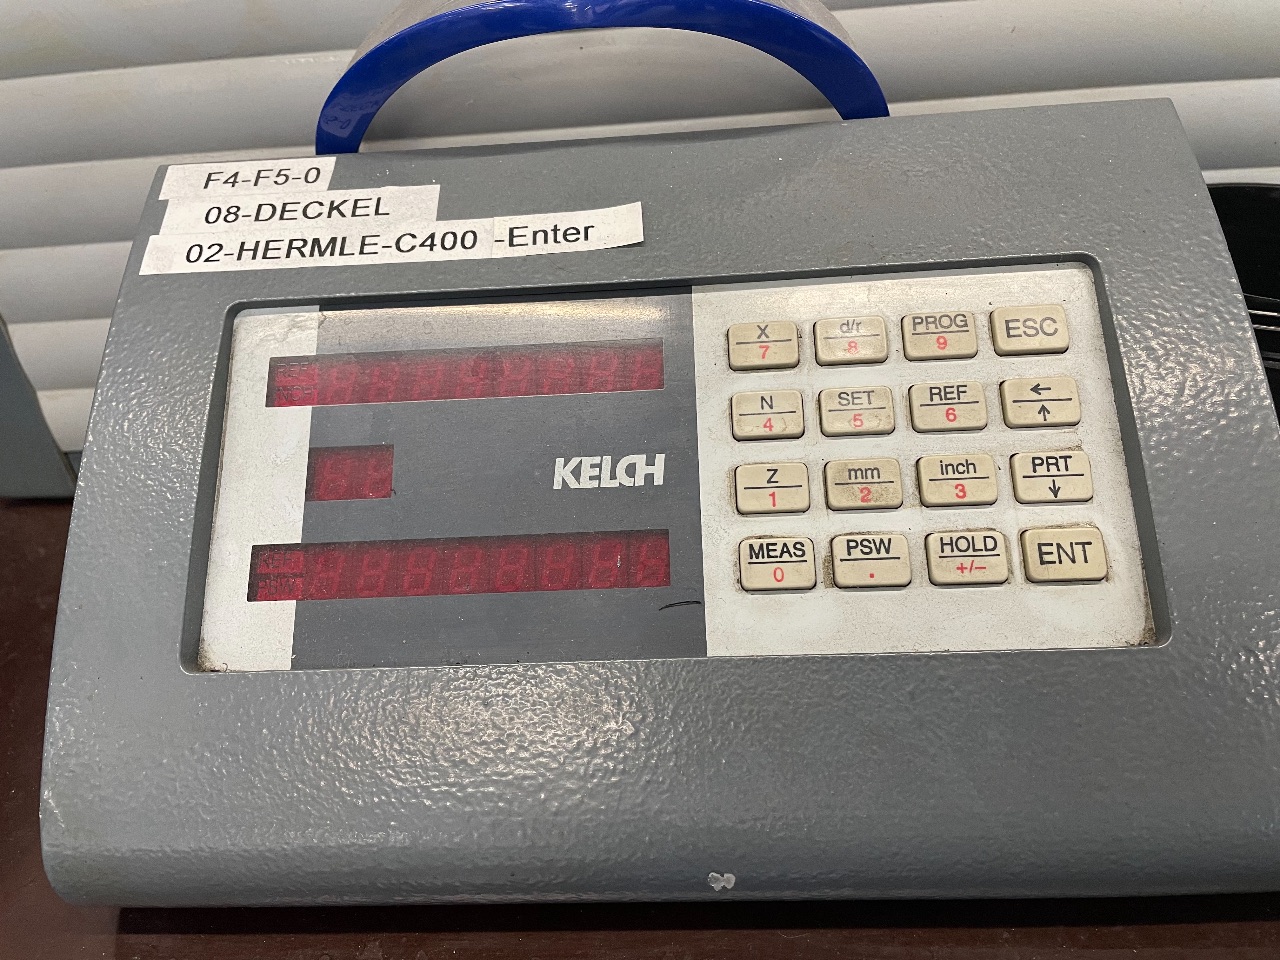 F4-F5-0
08-DECKEL
02-HERMLE-C400 -Enter
KELCH
X 7
d/r 8
PROG 9
ESC
N 4
SET 5
REF 6
← ↑
Z 1
mm 2
inch 3
PRT ↓
MEAS 0
PSW .
HOLD +/-
ENT